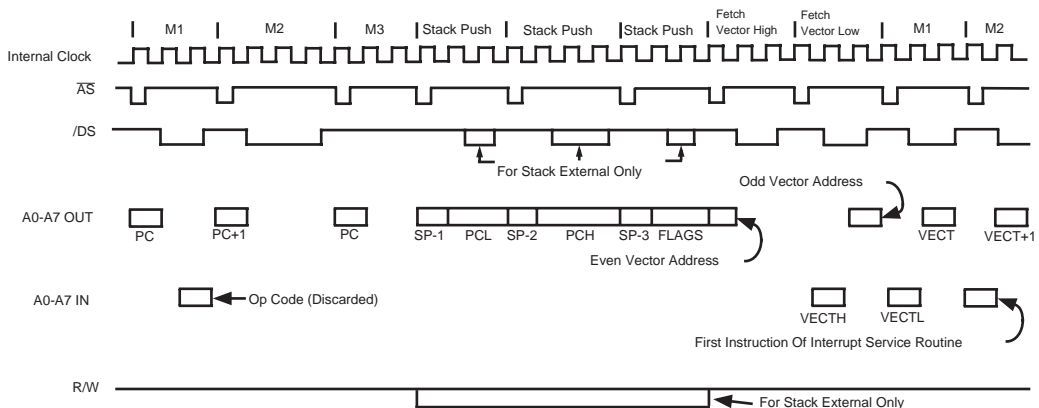 M1 M2 M3 Stack Push Stack Push Stack Push Fetch Vector High Fetch Vector Low M1 M2
Internal Clock
AS
/DS
For Stack External Only
Odd Vector Address
A0-A7 OUT
PC PC+1 PC SP-1 PCL SP-2 PCH SP-3 FLAGS VECT VECT+1
Even Vector Address
A0-A7 IN
Op Code (Discarded)
VECTH VECTL
First Instruction Of Interrupt Service Routine
R/W
For Stack External Only